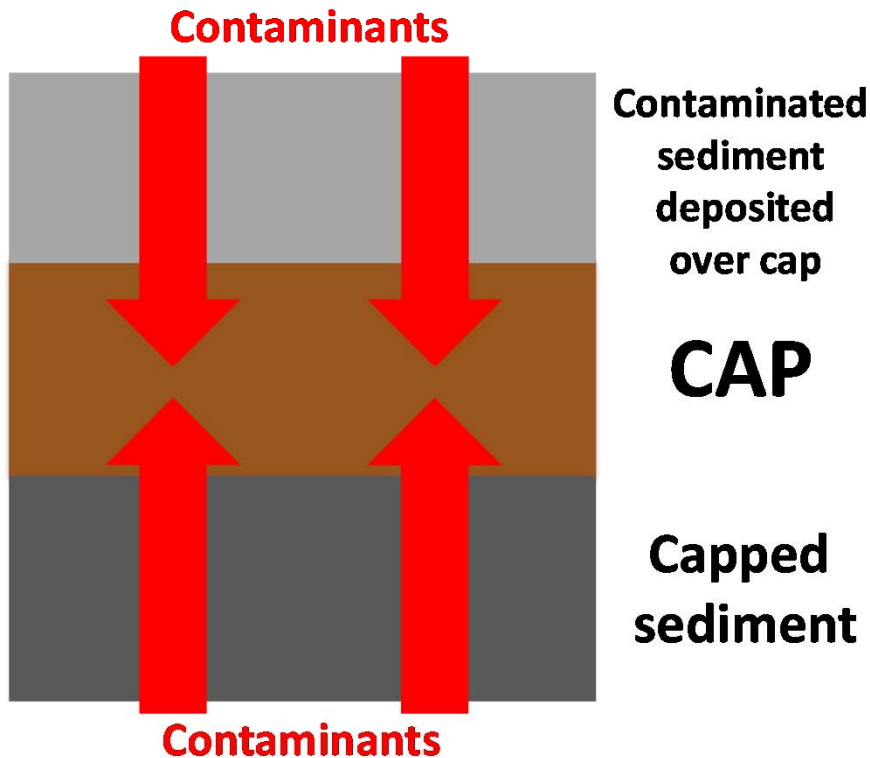 Contaminants
Contaminated
sediment
deposited
over cap
CAP
Capped
sediment
Contaminants